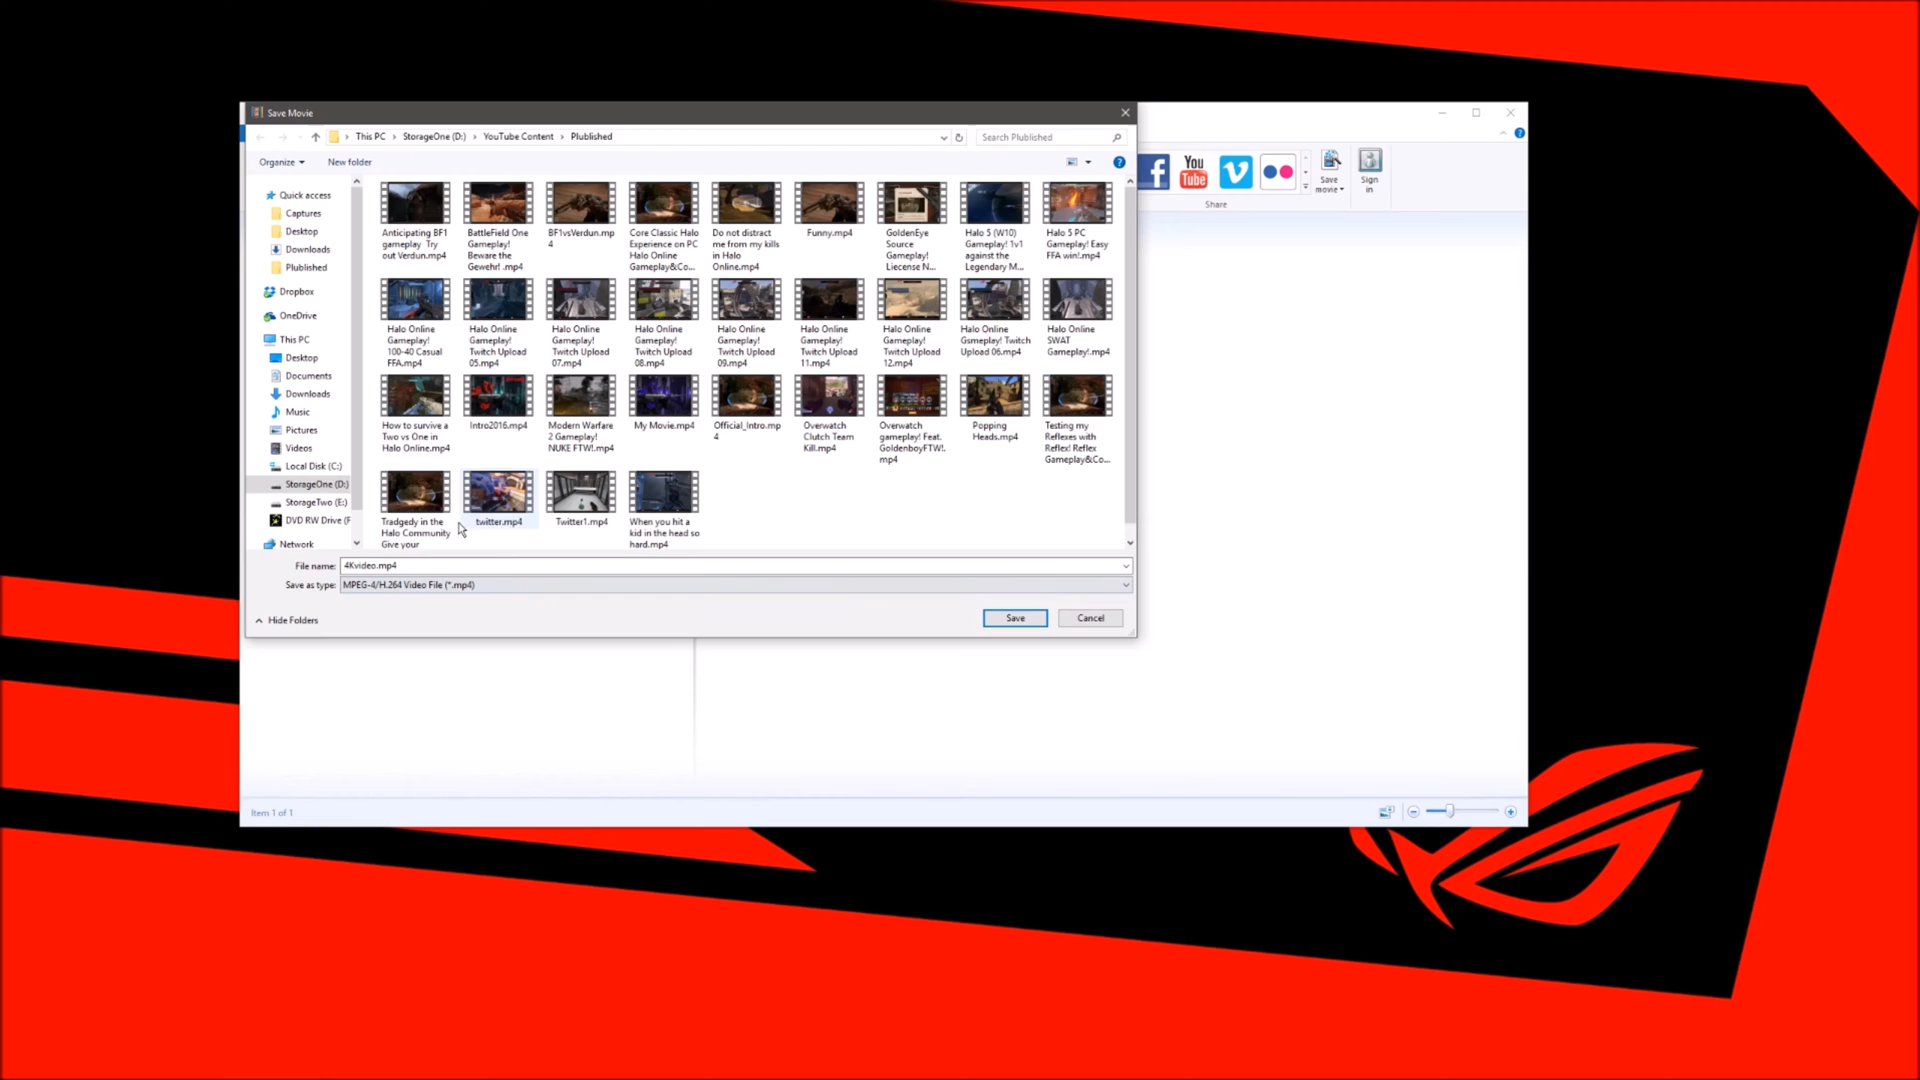 Save Movie
This PC > StorageOne (D:) > YouTube Content > Plublished
Search Plublished
Organize
New folder
Quick access
Captures
Desktop
Downloads
Plublished
Dropbox
OneDrive
This PC
Desktop
Documents
Downloads
Music
Pictures
Videos
Local Disk (C:)
StorageOne (D:)
StorageTwo (E:)
DVD RW Drive (F
Network
Anticipating BF1
gameplay Try
out Verdun.mp4
BattleField One
Gameplay!
Beware the
Gewehr! .mp4
BF1vsVerdun.mp
4
Core Classic Halo
Experience on PC
Halo Online
Gameplay&Co...
Do not distract
me from my kills
in Halo
Online.mp4
Funny.mp4
GoldenEye
Source
Gameplay!
Liecense N...
Halo 5 (W10)
Gameplay! 1v1
against the
Legendary M...
Halo 5 PC
Gameplay! Easy
FFA win!.mp4
Halo Online
Gameplay!
100-40 Casual
FFA.mp4
Halo Online
Gameplay!
Twitch Upload
05.mp4
Halo Online
Gameplay!
Twitch Upload
07.mp4
Halo Online
Gameplay!
Twitch Upload
08.mp4
Halo Online
Gameplay!
Twitch Upload
09.mp4
Halo Online
Gameplay!
Twitch Upload
11.mp4
Halo Online
Gameplay!
Twitch Upload
12.mp4
Halo Online
Gsmeplay! Twitch
Upload 06.mp4
Halo Online
SWAT
Gameplay!.mp4
How to survive a
Two vs One in
Halo Online.mp4
Intro2016.mp4
Modern Warfare
2 Gameplay!
NUKE FTW!.mp4
My Movie.mp4
Official_Intro.mp
4
Overwatch
Clutch Team
Kill.mp4
Overwatch
gameplay! Feat.
GoldenboyFTW!.
mp4
Popping
Heads.mp4
Testing my
Reflexes with
Reflex! Reflex
Gameplay&Co...
Tradgedy in the
Halo Community
Give your
twitter.mp4
Twitter1.mp4
When you hit a
kid in the head so
hard.mp4
File name: 4Kvideo.mp4
Save as type: MPEG-4/H.264 Video File (*.mp4)
Hide Folders
Save
Cancel
You
Tube
Save
movie
Sign
in
Share
Item 1 of 1